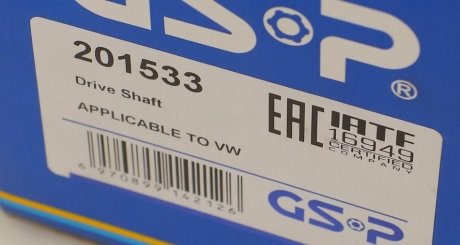 GSP®
201533
Drive Shaft
APPLICABLE TO VW
6 970899 142126
EAC
IATF
16949
CERTIFIED
COMPANY
GSP